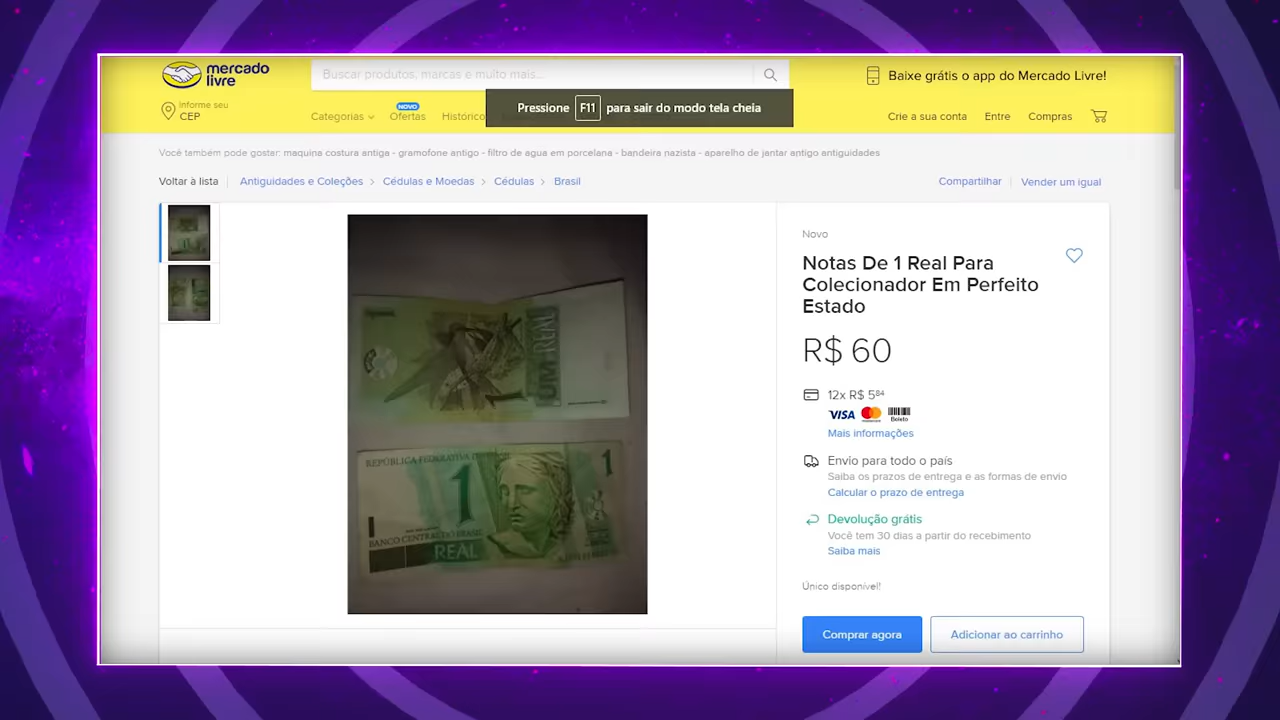 mercado
livre
Buscar produtos, marcas e muito mais...
Baixe grátis o app do Mercado Livre!
Informe seu
CEP
Categorias
NOVO
Ofertas
Histórico
Pressione F11 para sair do modo tela cheia
Crie a sua conta
Entre
Compras
Você também pode gostar: maquina costura antiga - gramofone antigo - filtro de agua em porcelana - bandeira nazista - aparelho de jantar antigo antiguidades
Voltar à lista
Antiguidades e Coleções > Cédulas e Moedas > Cédulas > Brasil
Compartilhar
Vender um igual
UM REAL
1
REPÚBLICA FEDERATIVA
1
1
BANCO CENTRAL DO BRASIL
REAL
Novo
Notas De 1 Real Para
Colecionador Em Perfeito
Estado
R$ 60
12x R$ 5⁸⁴
VISA
mastercard
Boleto
Mais informações
Envio para todo o país
Saiba os prazos de entrega e as formas de envio
Calcular o prazo de entrega
Devolução grátis
Você tem 30 dias a partir do recebimento
Saiba mais
Único disponível!
Comprar agora
Adicionar ao carrinho